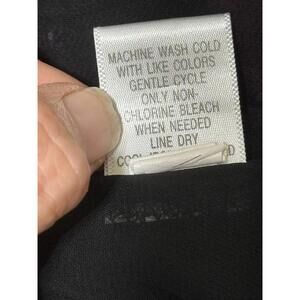 MACHINE WASH COLD
WITH LIKE COLORS
GENTLE CYCLE
ONLY NON-
CHLORINE BLEACH
WHEN NEEDED
LINE DRY